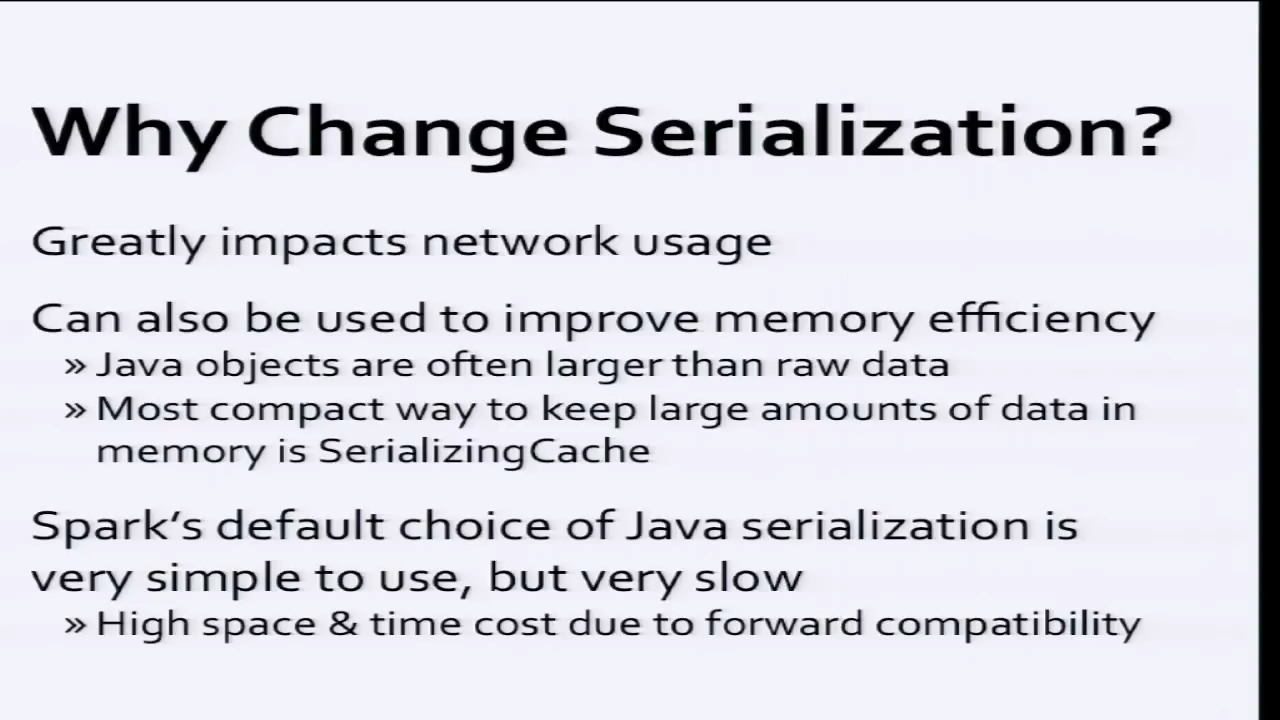 Why Change Serialization?
Greatly impacts network usage
Can also be used to improve memory efficiency
» Java objects are often larger than raw data
» Most compact way to keep large amounts of data in
memory is SerializingCache
Spark’s default choice of Java serialization is
very simple to use, but very slow
» High space & time cost due to forward compatibility